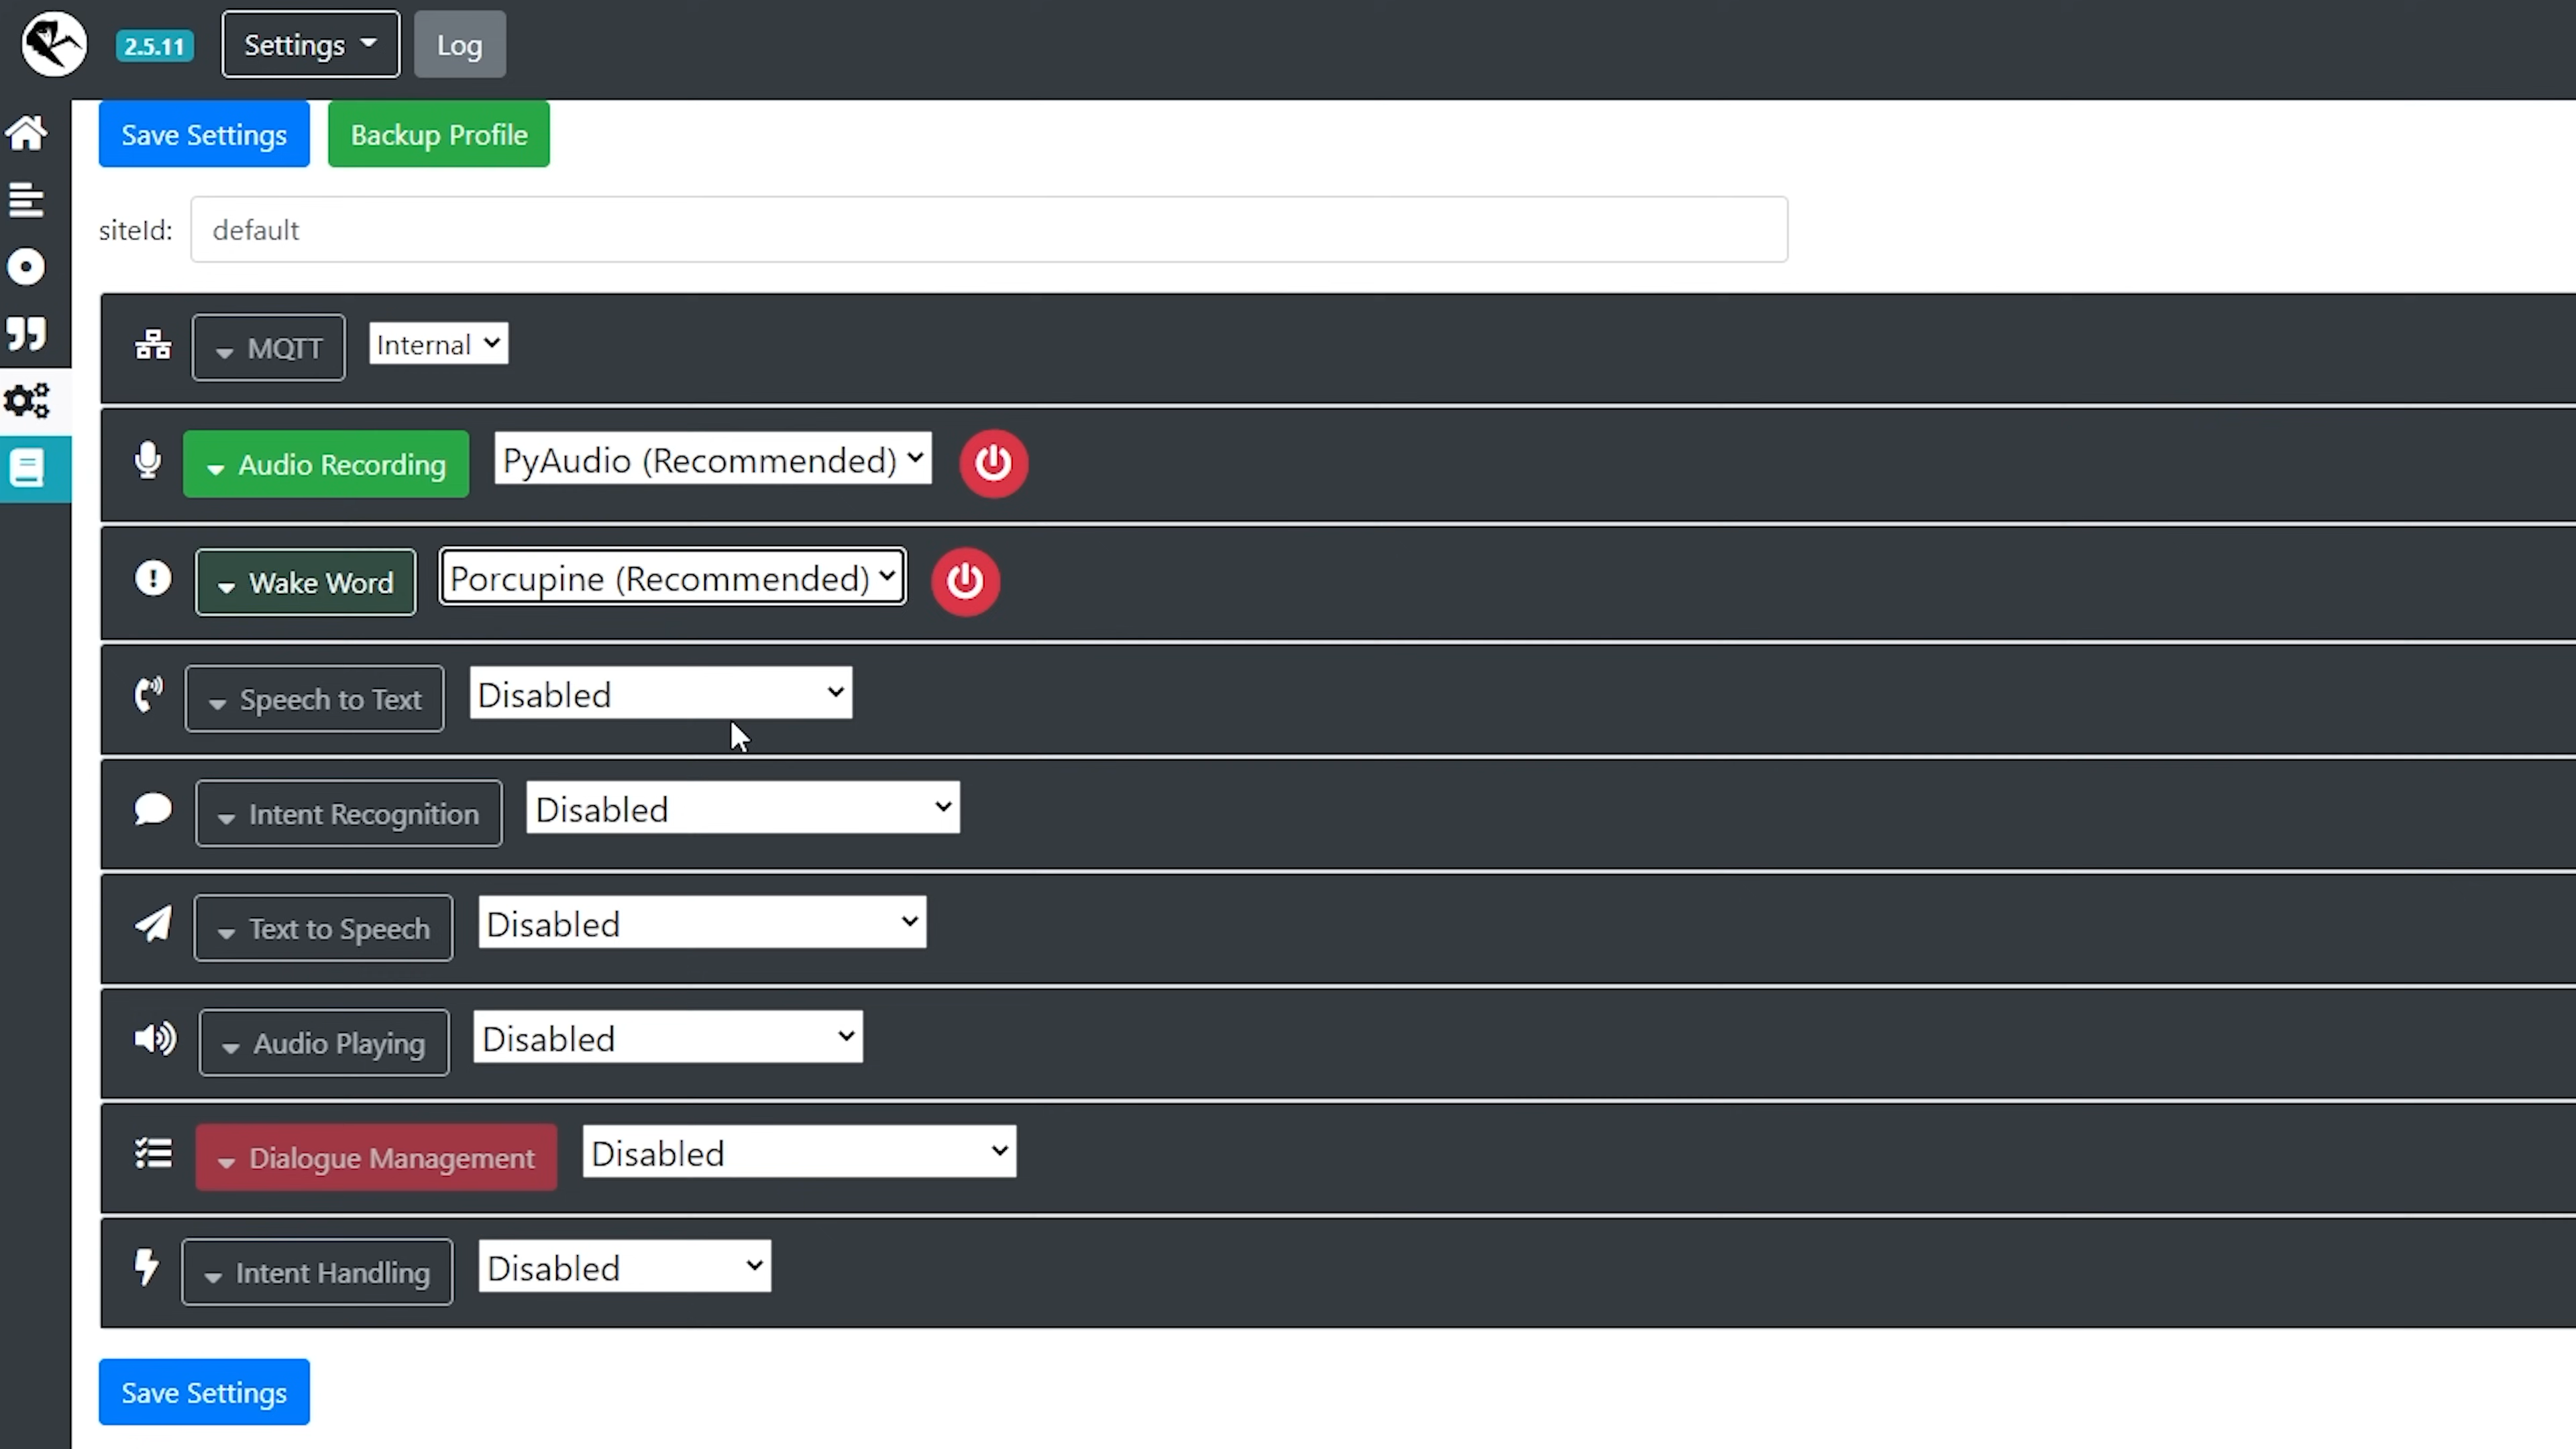 2.5.11 Settings Log
Save Settings Backup Profile
siteId: default
MQTT Internal
Audio Recording PyAudio (Recommended)
Wake Word Porcupine (Recommended)
Speech to Text Disabled
Intent Recognition Disabled
Text to Speech Disabled
Audio Playing Disabled
Dialogue Management Disabled
Intent Handling Disabled
Save Settings